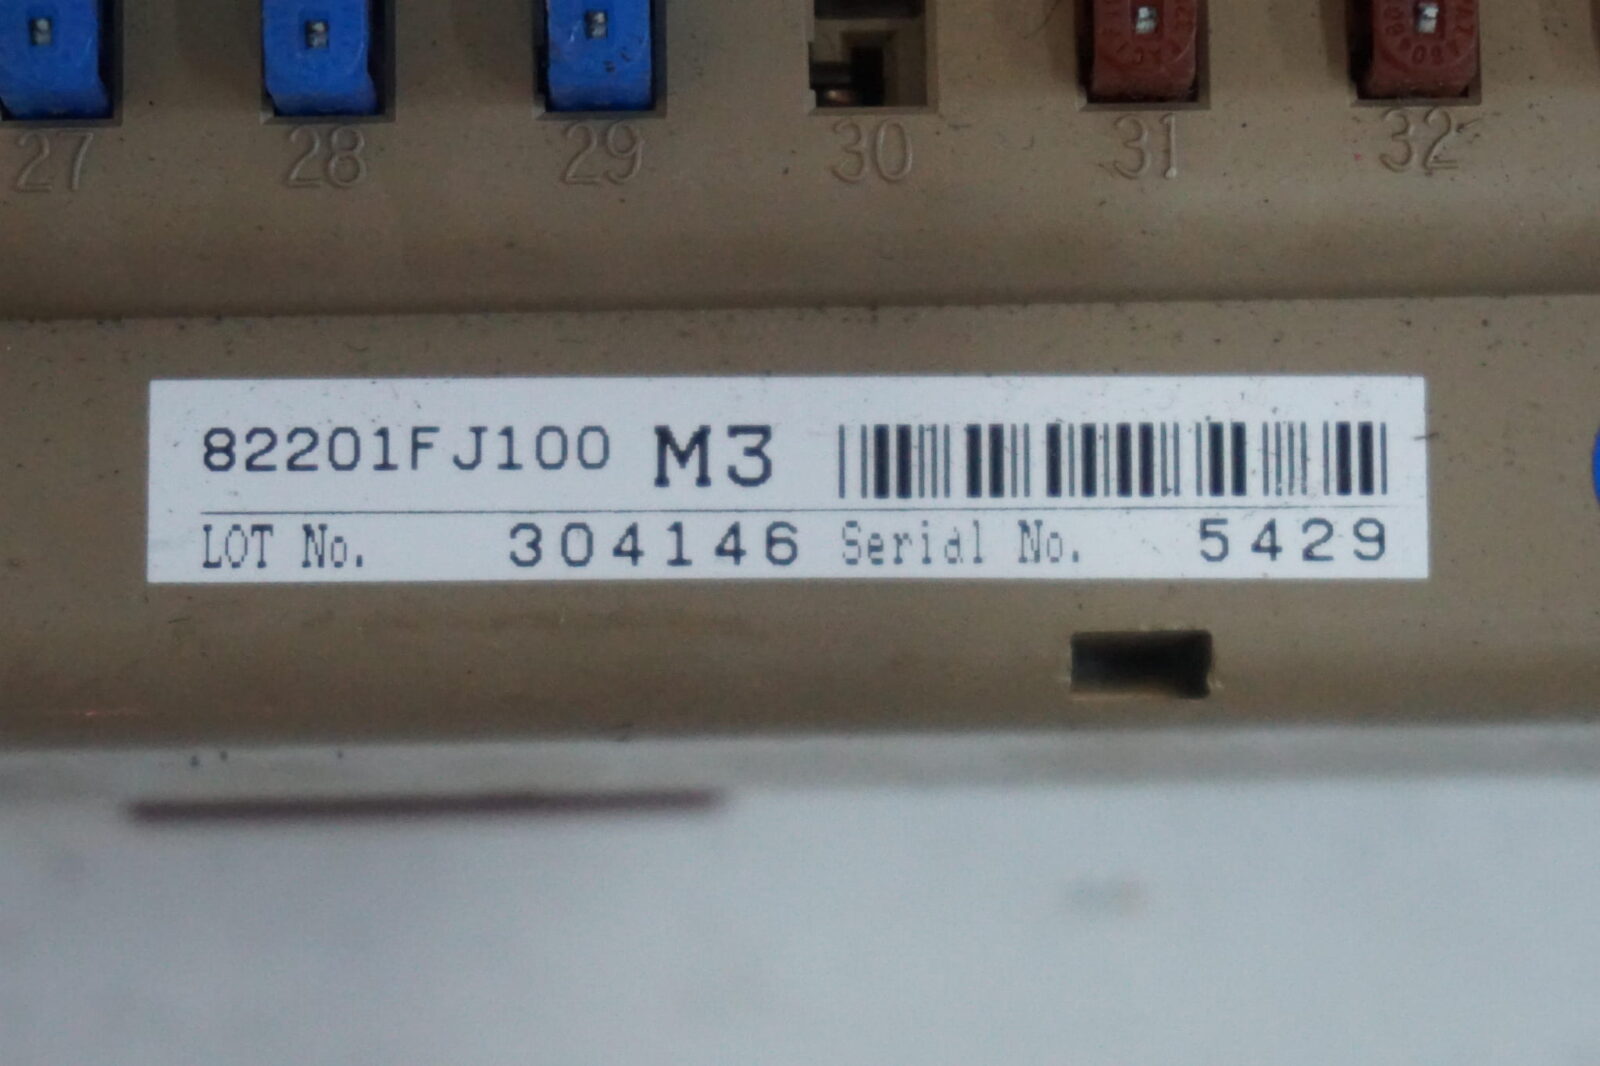 27 28 29 30 31 32
82201FJ100 M3
LOT No. 304146 Serial No. 5429